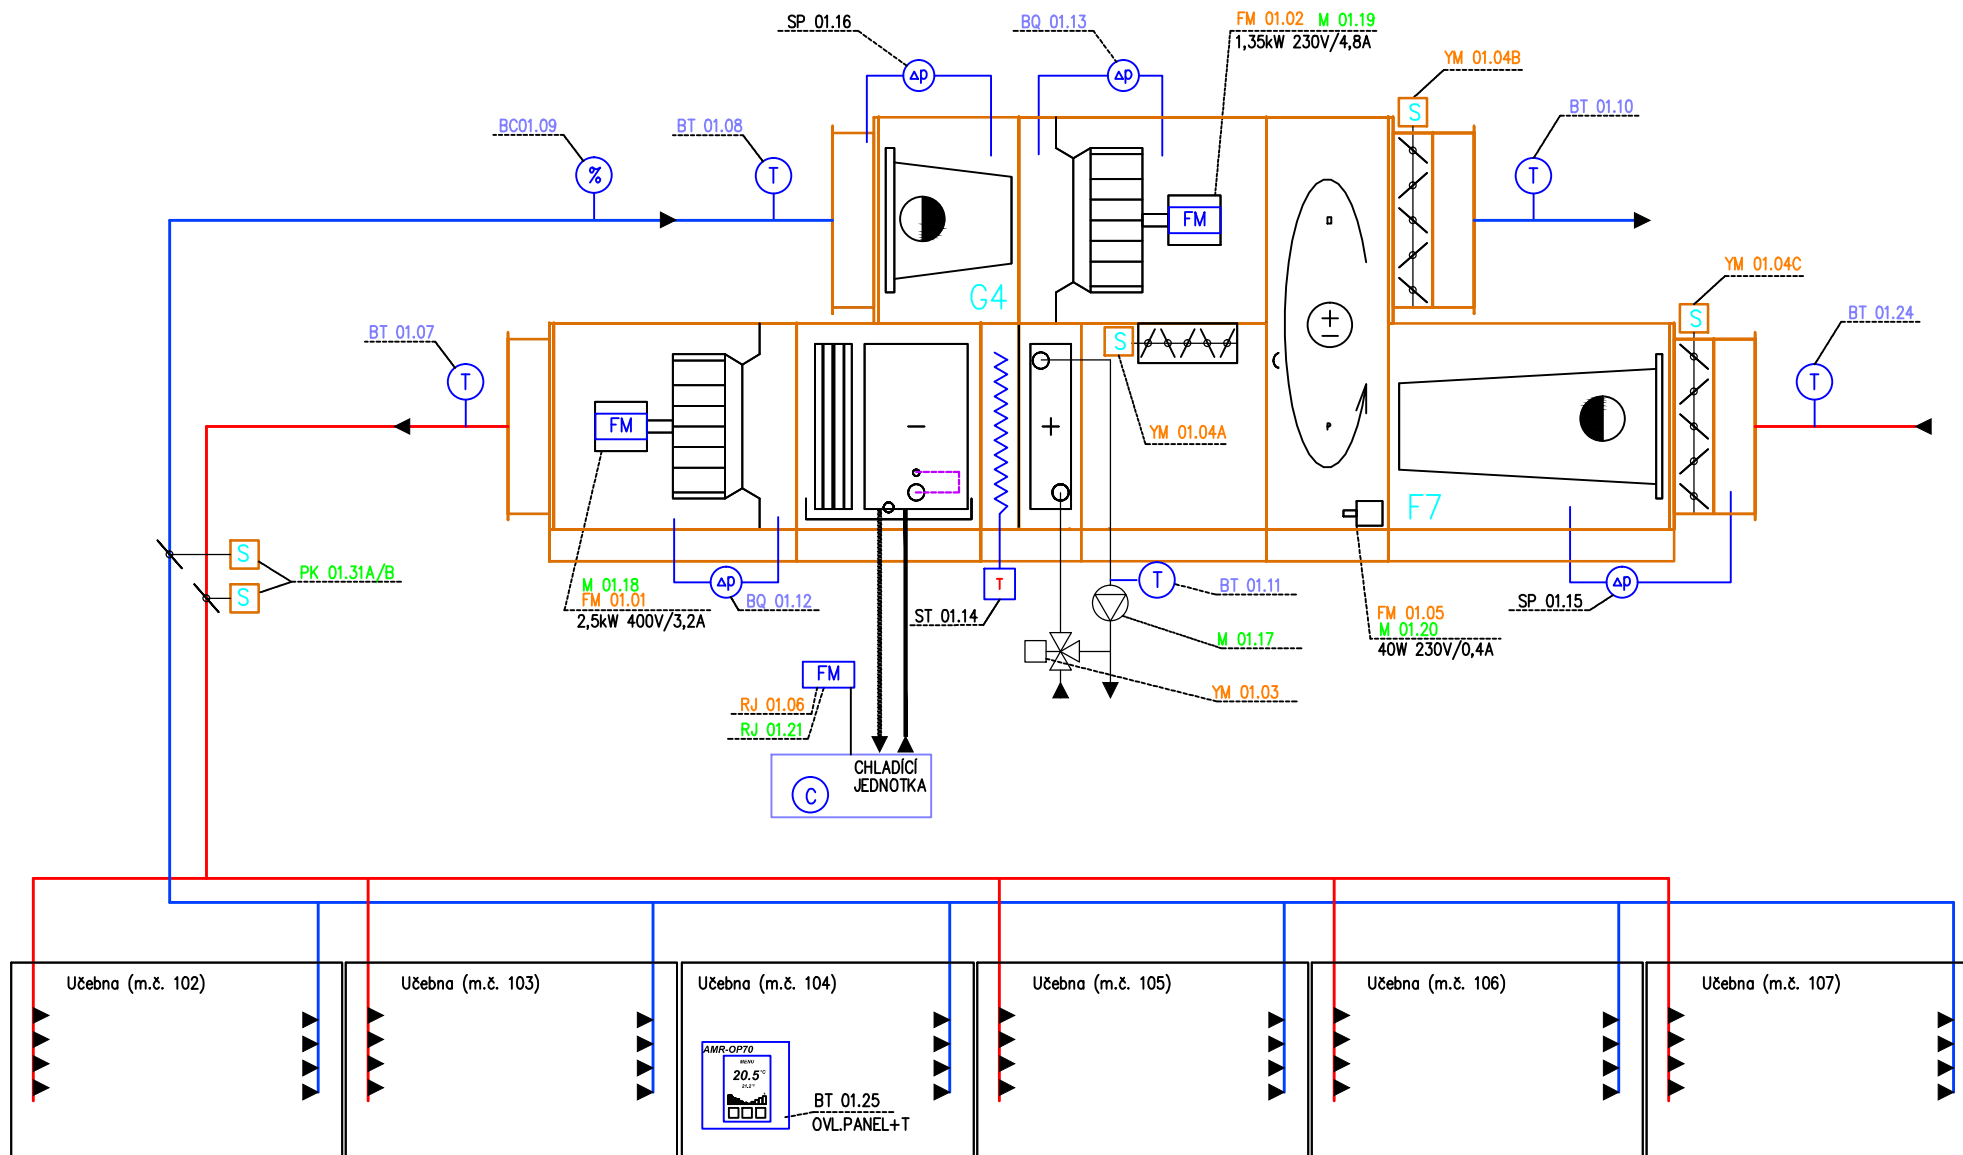 SP 01.16
BQ 01.13
FM 01.02 M 01.19
1,35kW 230V/4,8A
YM 01.04B
Δp
Δp
S
BC01.09
BT 01.08
BT 01.10
%
T
T
FM
G4
YM 01.04C
BT 01.07
S
S
BT 01.24
T
FM
T
YM 01.04A
P
F7
S
PK 01.31A/B
S
M 01.18
FM 01.01
2,5kW 400V/3,2A
Δp
BQ 01.12
T
ST 01.14
T
BT 01.11
M 01.17
SP 01.15
Δp
FM 01.05
M 01.20
40W 230V/0,4A
FM
RJ 01.06
RJ 01.21
YM 01.03
CHLADÍCÍ
JEDNOTKA
C
Učebna (m.č. 102)
Učebna (m.č. 103)
Učebna (m.č. 104)
Učebna (m.č. 105)
Učebna (m.č. 106)
Učebna (m.č. 107)
AMR-OP70
MENU
20.5°C
BT 01.25
OVL.PANEL+T